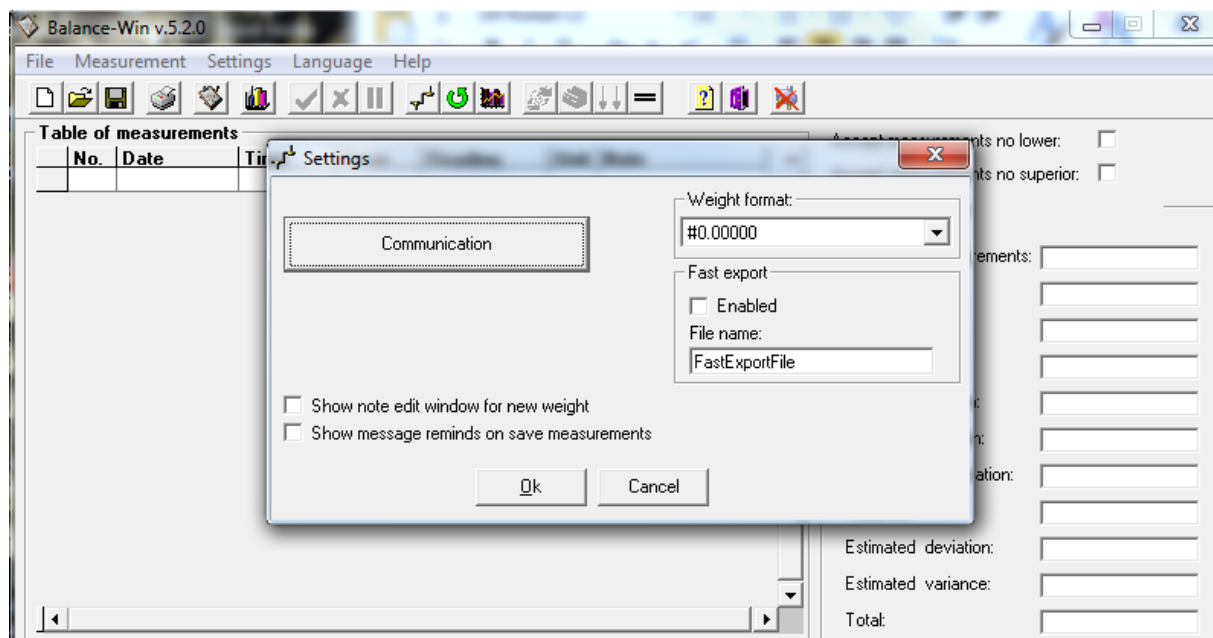 Balance-Win v.5.2.0
File Measurement Settings Language Help
Table of measurements
No. Date
Settings
nts no lower:
nts no superior:
Communication
Weight format:
#0.00000
ements:
Fast export
Enabled
File name:
FastExportFile
Show note edit window for new weight
Show message reminds on save measurements
ation:
Ok Cancel
Estimated deviation:
Estimated variance:
Total: